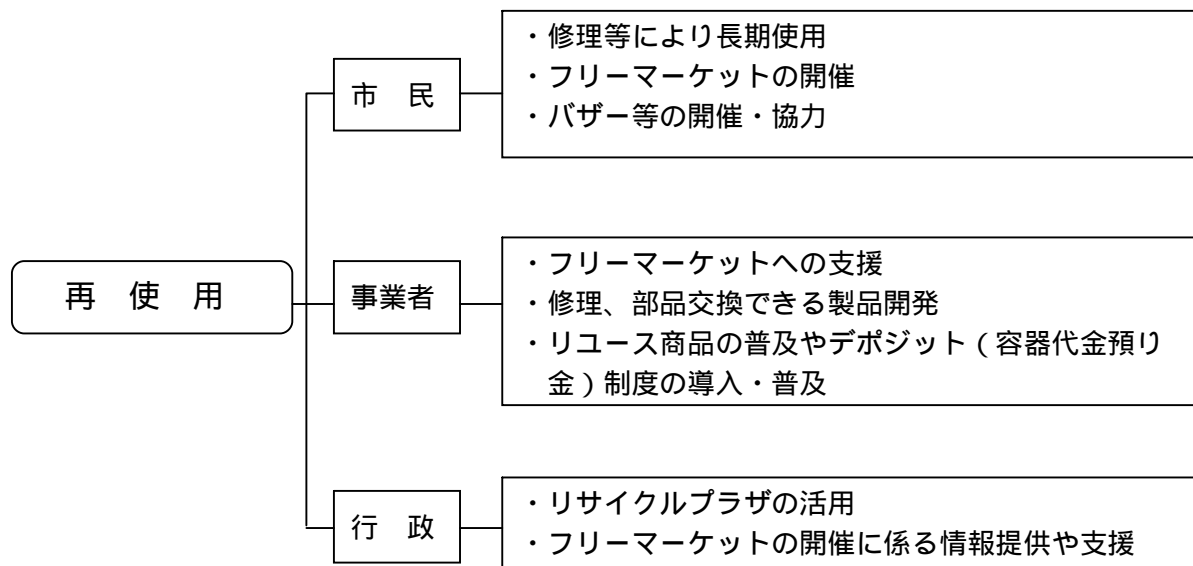 再　使　用
市　民
・修理等により長期使用
・フリーマーケットの開催
・バザー等の開催・協力
事業者
・フリーマーケットへの支援
・修理、部品交換できる製品開発
・リユース商品の普及やデポジット（容器代金預り
金）制度の導入・普及
行　政
・リサイクルプラザの活用
・フリーマーケットの開催に係る情報提供や支援